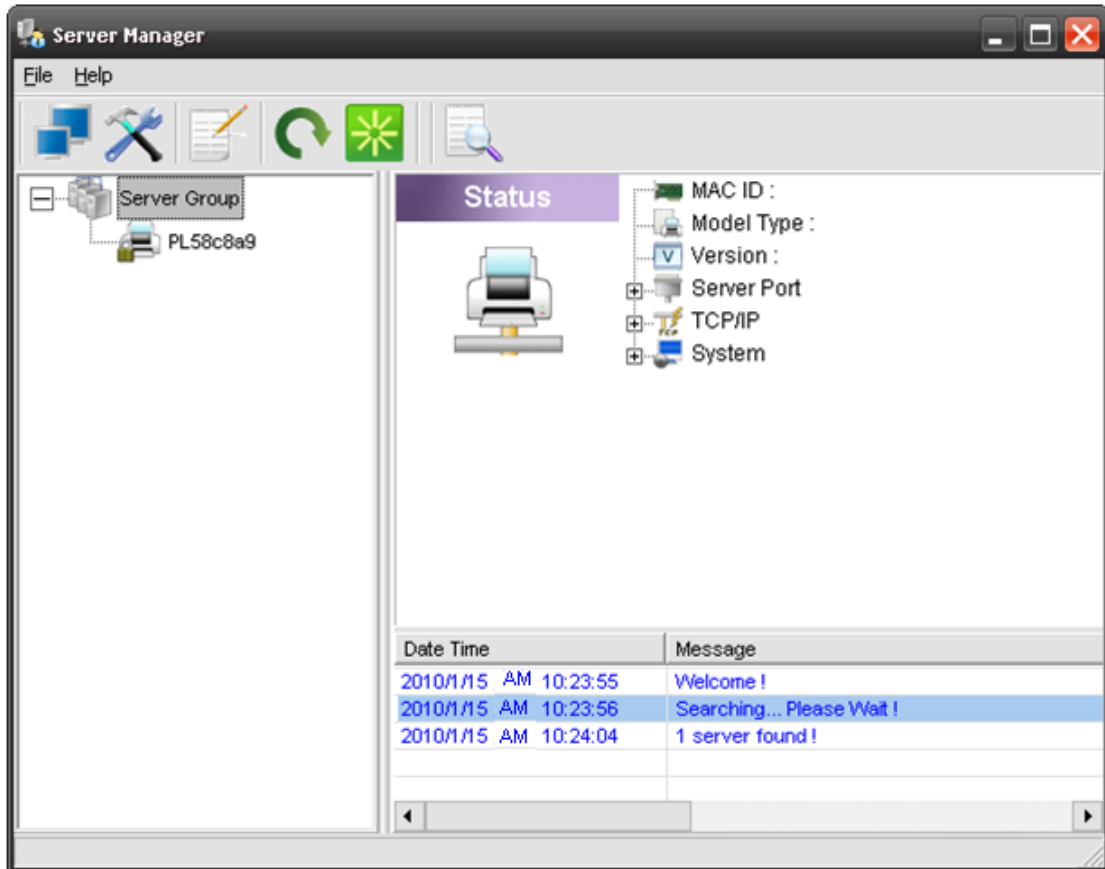 Server Manager
File Help
Server Group
PL58c8a9
Status
MAC ID :
Model Type :
V Version :
Server Port
TCP TCP/IP
System
Date Time Message
2010/1/15 AM 10:23:55 Welcome !
2010/1/15 AM 10:23:56 Searching... Please Wait !
2010/1/15 AM 10:24:04 1 server found !